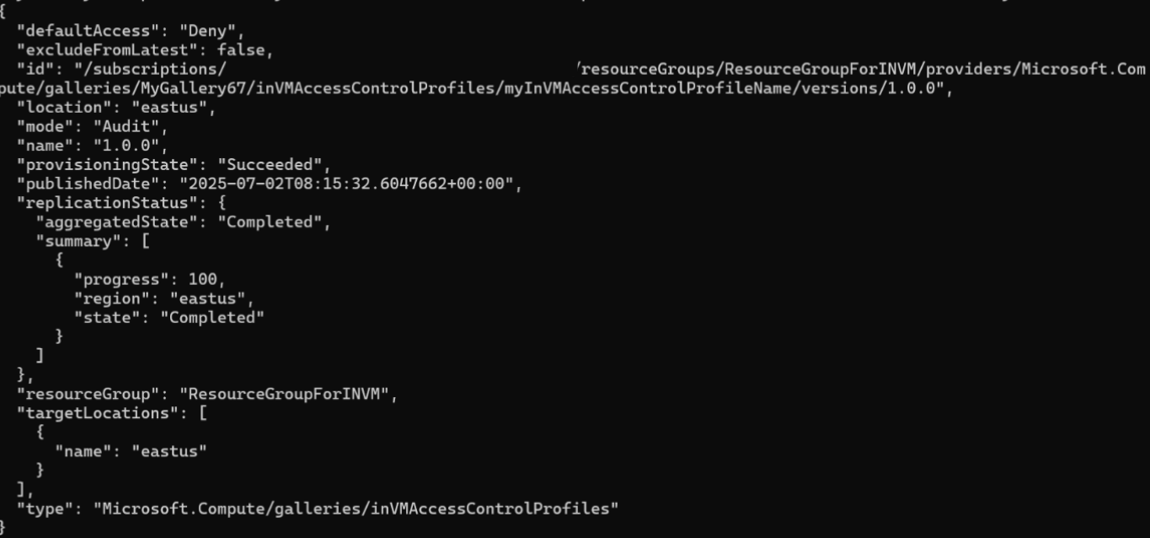 {
  "defaultAccess": "Deny",
  "excludeFromLatest": false,
  "id": "/subscriptions/                                     /resourceGroups/ResourceGroupForINVM/providers/Microsoft.Com
pute/galleries/MyGallery67/inVMAccessControlProfiles/myInVMAccessControlProfileName/versions/1.0.0",
  "location": "eastus",
  "mode": "Audit",
  "name": "1.0.0",
  "provisioningState": "Succeeded",
  "publishedDate": "2025-07-02T08:15:32.6047662+00:00",
  "replicationStatus": {
    "aggregatedState": "Completed",
    "summary": [
      {
        "progress": 100,
        "region": "eastus",
        "state": "Completed"
      }
    ]
  },
  "resourceGroup": "ResourceGroupForINVM",
  "targetLocations": [
    {
      "name": "eastus"
    }
  ],
  "type": "Microsoft.Compute/galleries/inVMAccessControlProfiles"
}